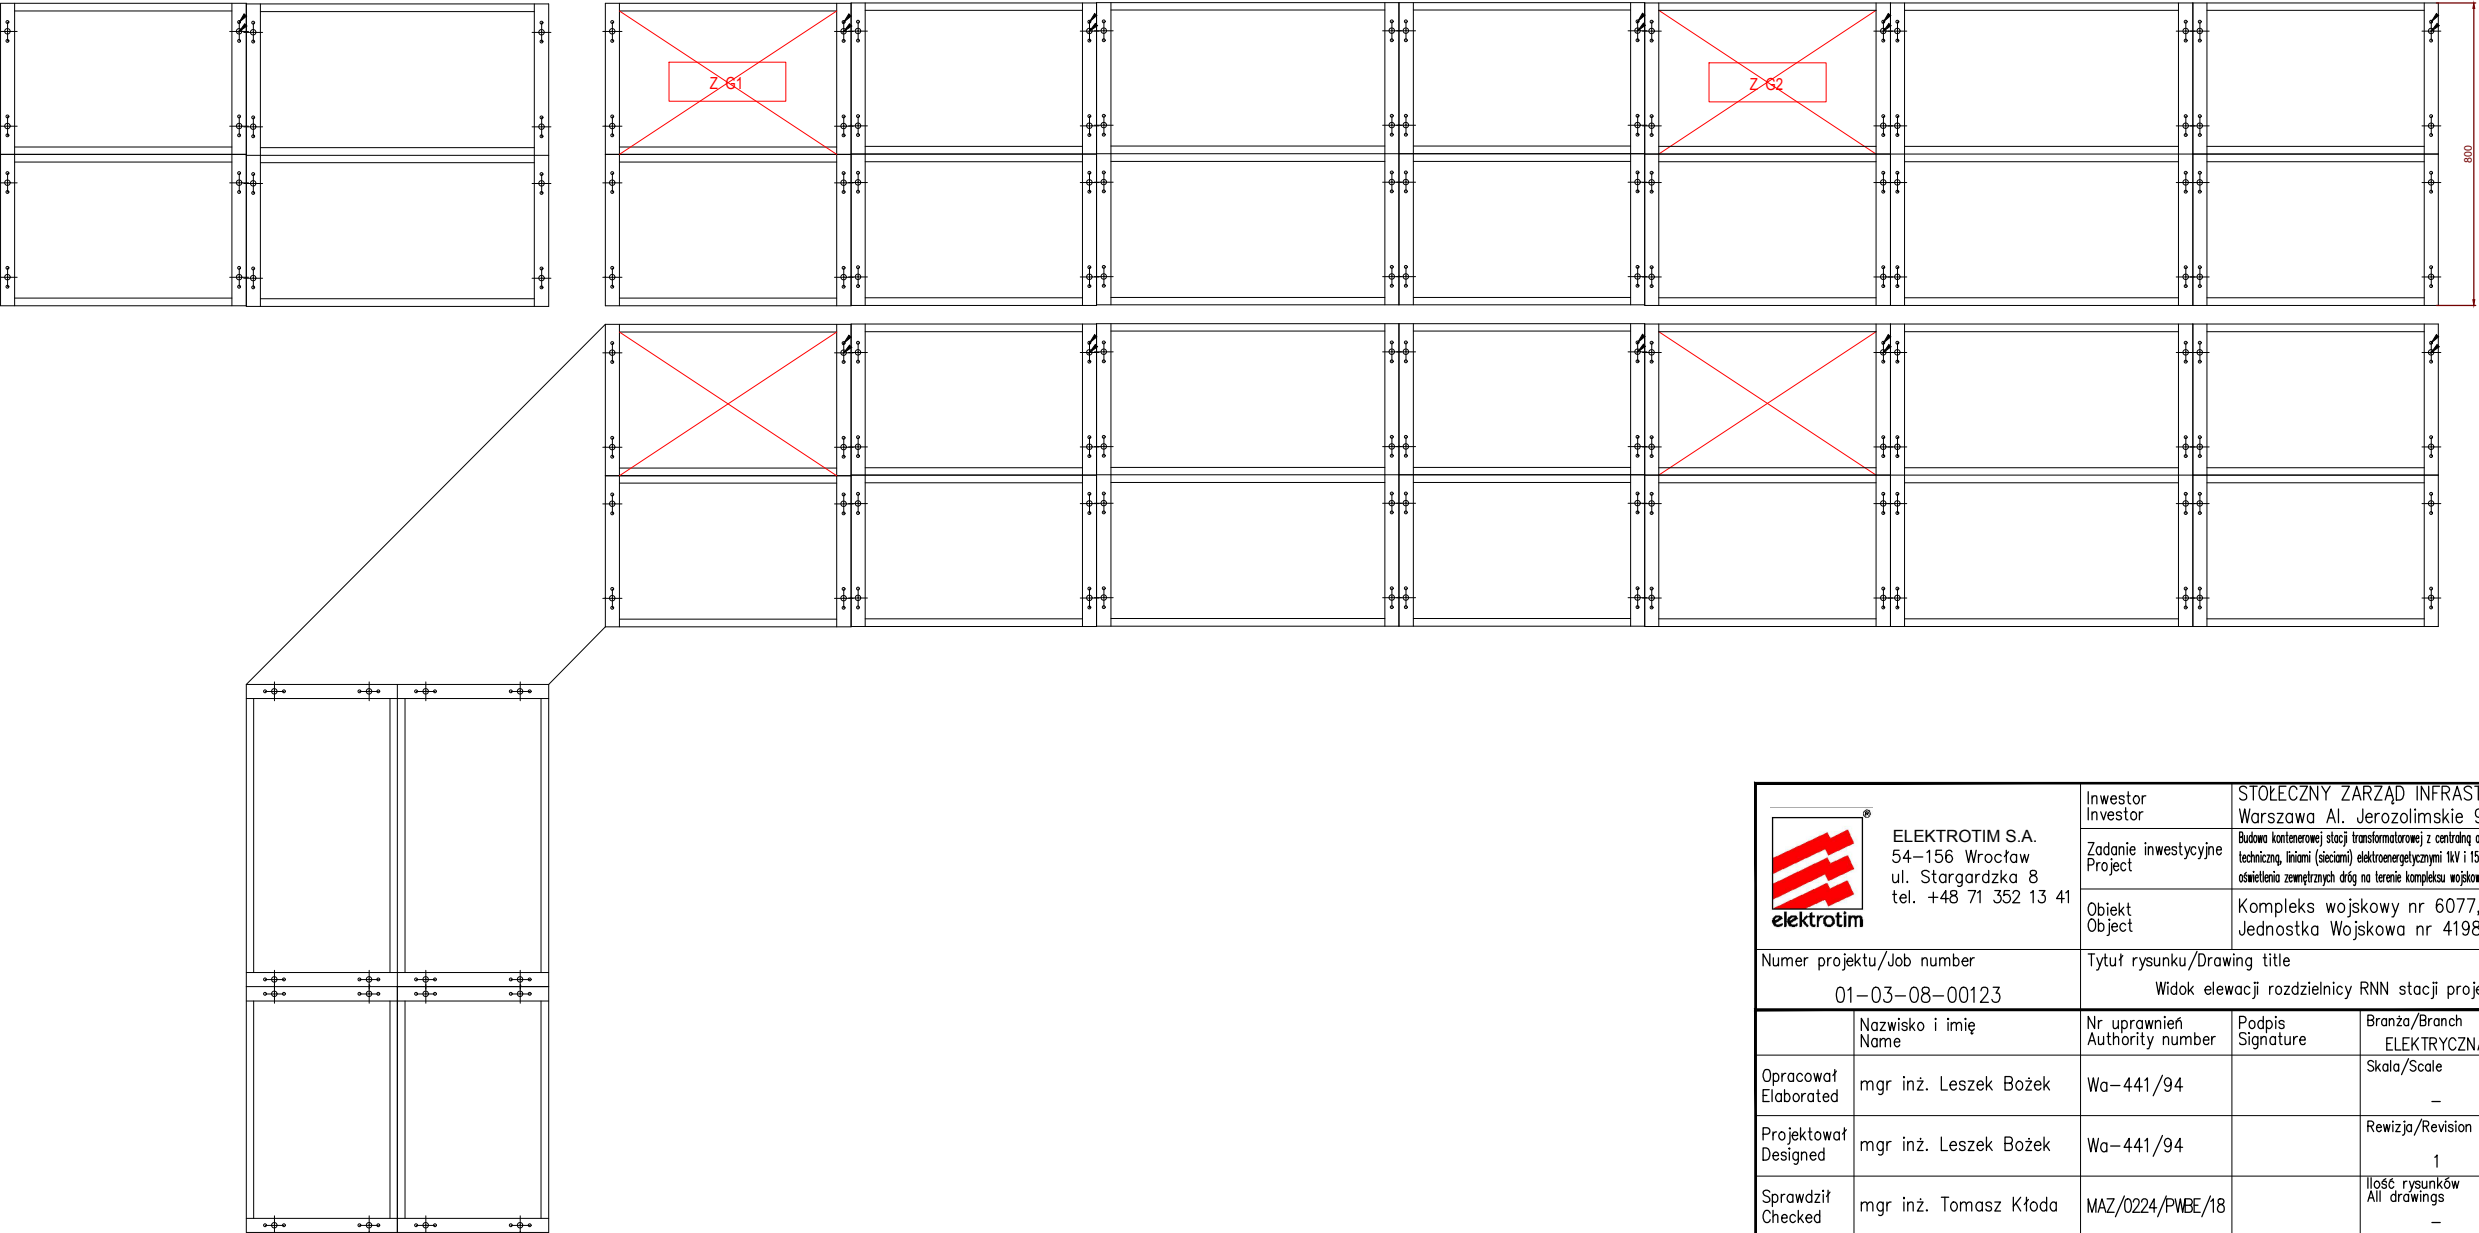 Z G1
Z G2
800
®
elektrotim
ELEKTROTIM S.A.
54-156 Wrocław
ul. Stargardzka 8
tel. +48 71 352 13 41
Inwestor
Investor
STOŁECZNY ZARZĄD
Warszawa Al. Jerozolimskie
Zadanie inwestycyjne
Project
Budowa kontenerowej stacji transformatorowej z centralną
techniczną, liniami (sieciami) elektroenergetycznymi 1kV i 15
oświetlenia zewnętrznych dróg na terenie kompleksu
Obiekt
Object
Kompleks wojskowy nr 6077,
Jednostka Wojskowa nr 4198
Numer projektu/Job number
01-03-08-00123
Tytuł rysunku/Drawing title
Widok elewacji rozdzielnicy RNN stacji
Nazwisko i imię
Name
Nr uprawnień
Authority number
Podpis
Signature
Branża/Branch
ELEKTRYCZNA
Opracował
Elaborated
mgr inż. Leszek Bożek
Wa-441/94
Skala/Scale
–
Projektował
Designed
mgr inż. Leszek Bożek
Wa-441/94
Rewizja/Revision
1
Sprawdził
Checked
mgr inż. Tomasz Kłoda
MAZ/0224/PWBE/18
Ilość rysunków
All drawings
–